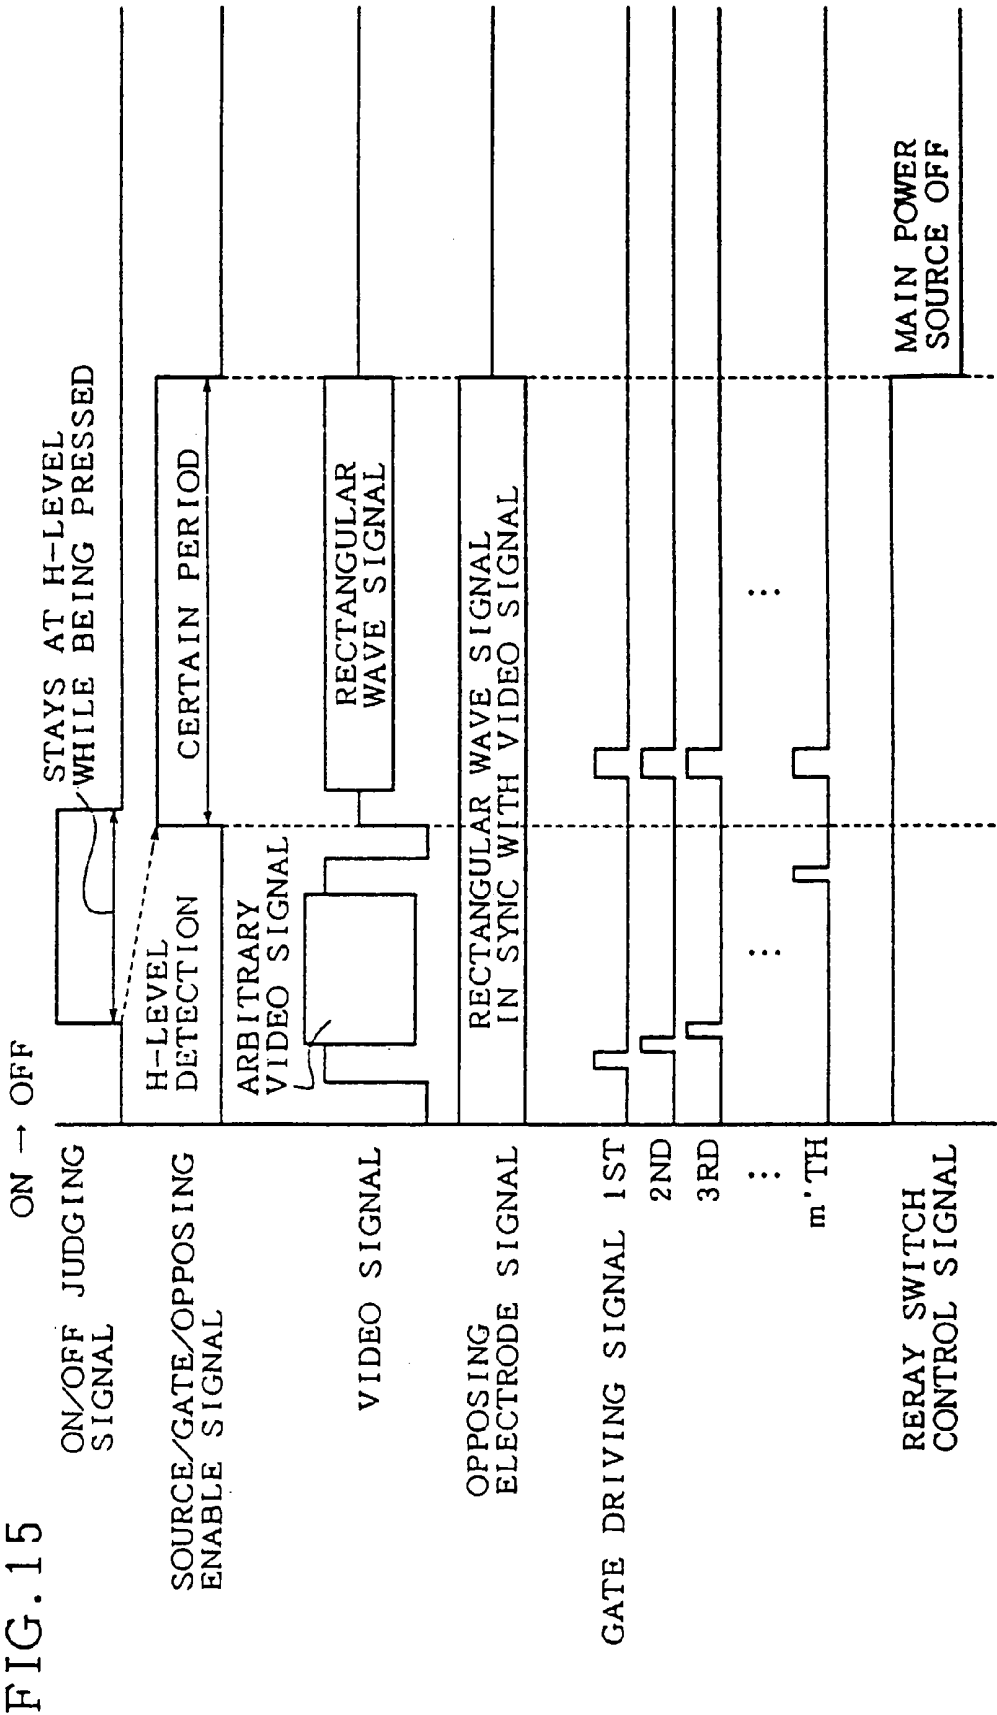 FIG.15
ON → OFF
ON/OFF JUDGING
SIGNAL
STAYS AT H-LEVEL
WHILE BEING PRESSED
SOURCE/GATE/OPPOSING
ENABLE SIGNAL
H-LEVEL
DETECTION
CERTAIN PERIOD
VIDEO SIGNAL
ARBITRARY
VIDEO SIGNAL
RECTANGULAR
WAVE SIGNAL
OPPOSING
ELECTRODE SIGNAL
RECTANGULAR WAVE SIGNAL
IN SYNC WITH VIDEO SIGNAL
GATE DRIVING SIGNAL 1ST
2ND
3RD
⋮
m'TH
RERAY SWITCH
CONTROL SIGNAL
MAIN POWER
SOURCE OFF